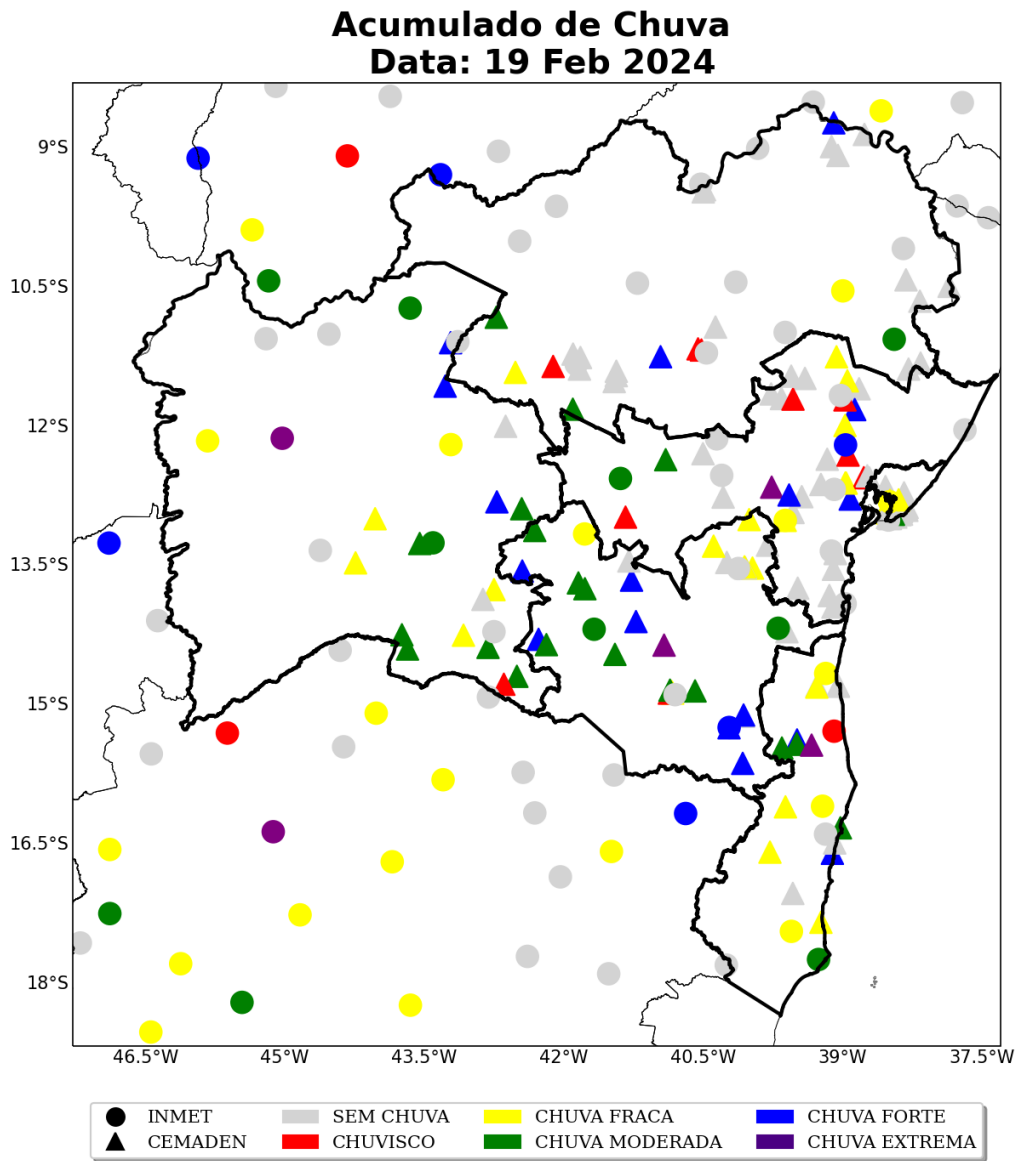 Acumulado de Chuva
Data: 19 Feb 2024
9°S
10.5°S
12°S
13.5°S
15°S
16.5°S
18°S
46.5°W 45°W 43.5°W 42°W 40.5°W 39°W 37.5°W
INMET SEM CHUVA CHUVA FRACA CHUVA FORTE
CEMADEN CHUVISCO CHUVA MODERADA CHUVA EXTREMA